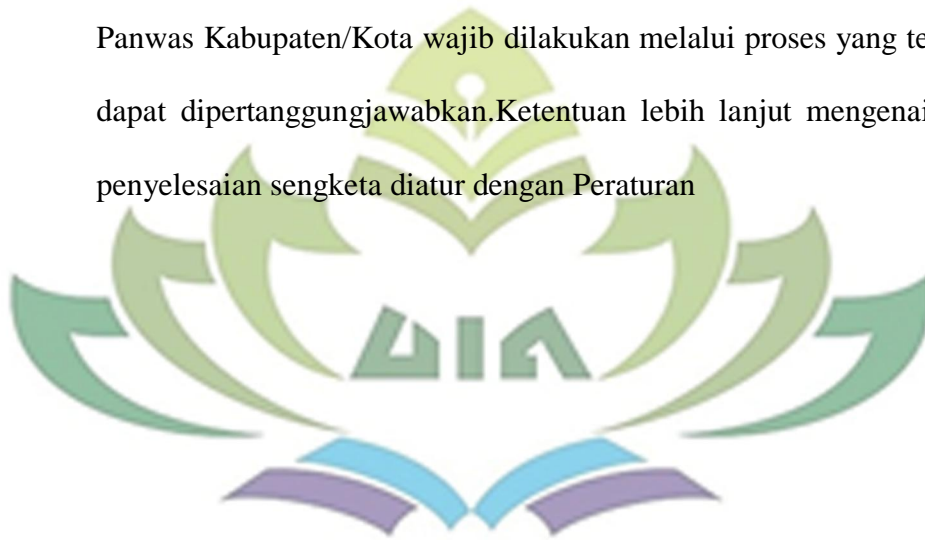 Panwas Kabupaten/Kota wajib dilakukan melalui proses yang te
dapat dipertanggungjawabkan.Ketentuan lebih lanjut mengenai
penyelesaian sengketa diatur dengan Peraturan
UIN